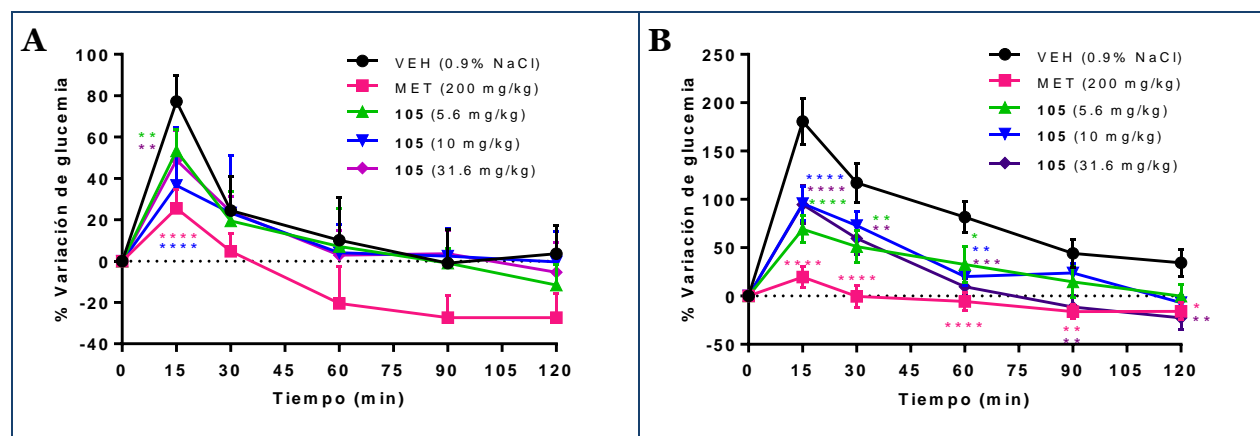 A
% Variación de glucemia
100
80
60
40
20
0
-20
-40
0 15 30 45 60 75 90 105 120
Tiempo (min)
VEH (0.9% NaCl)
MET (200 mg/kg)
105 (5.6 mg/kg)
105 (10 mg/kg)
105 (31.6 mg/kg)
**
**
****
****
B
% Variación de glucemia
250
200
150
100
50
0
-50
0 15 30 45 60 75 90 105 120
Tiempo (min)
VEH (0.9% NaCl)
MET (200 mg/kg)
105 (5.6 mg/kg)
105 (10 mg/kg)
105 (31.6 mg/kg)
****
****
****
****
**
**
****
*
**
***
****
**
**
*
**